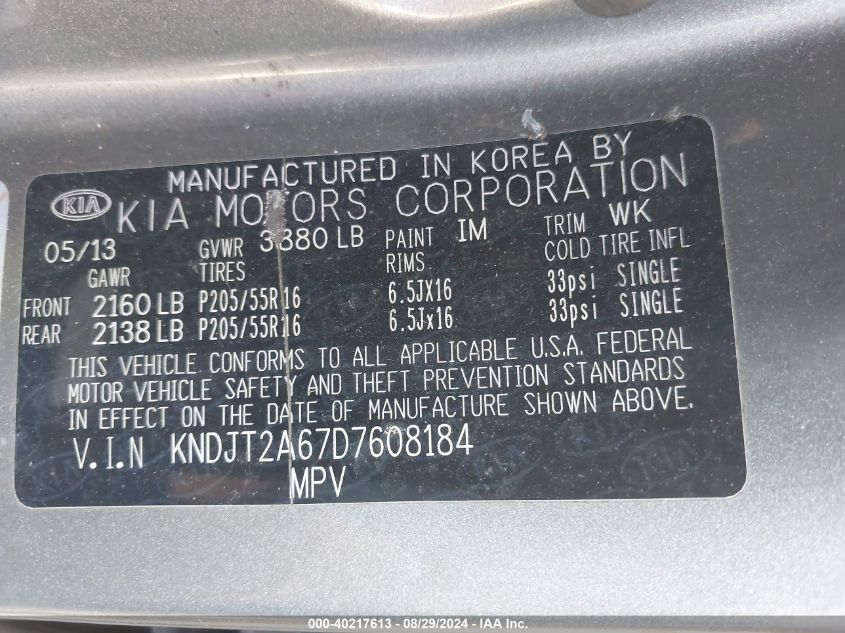 MANUFACTURED IN KOREA BY
KIA KIA MOTORS CORPORATION
05/13 GVWR 3880 LB PAINT IM TRIM WK
GAWR TIRES RIMS COLD TIRE INFL
FRONT 2160 LB P205/55R16 6.5JX16 33psi SINGLE
REAR 2138 LB P205/55R16 6.5Jx16 33psi SINGLE
THIS VEHICLE CONFORMS TO ALL APPLICABLE U.S.A. FEDERAL
MOTOR VEHICLE SAFETY AND THEFT PREVENTION STANDARDS
IN EFFECT ON THE DATE OF MANUFACTURE SHOWN ABOVE.
V.I.N KNDJT2A67D7608184
MPV
000-40217613 - 08/29/2024 - IAA Inc.